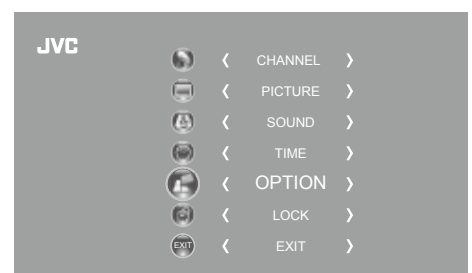 JVC
CHANNEL
PICTURE
SOUND
TIME
OPTION
LOCK
EXIT EXIT